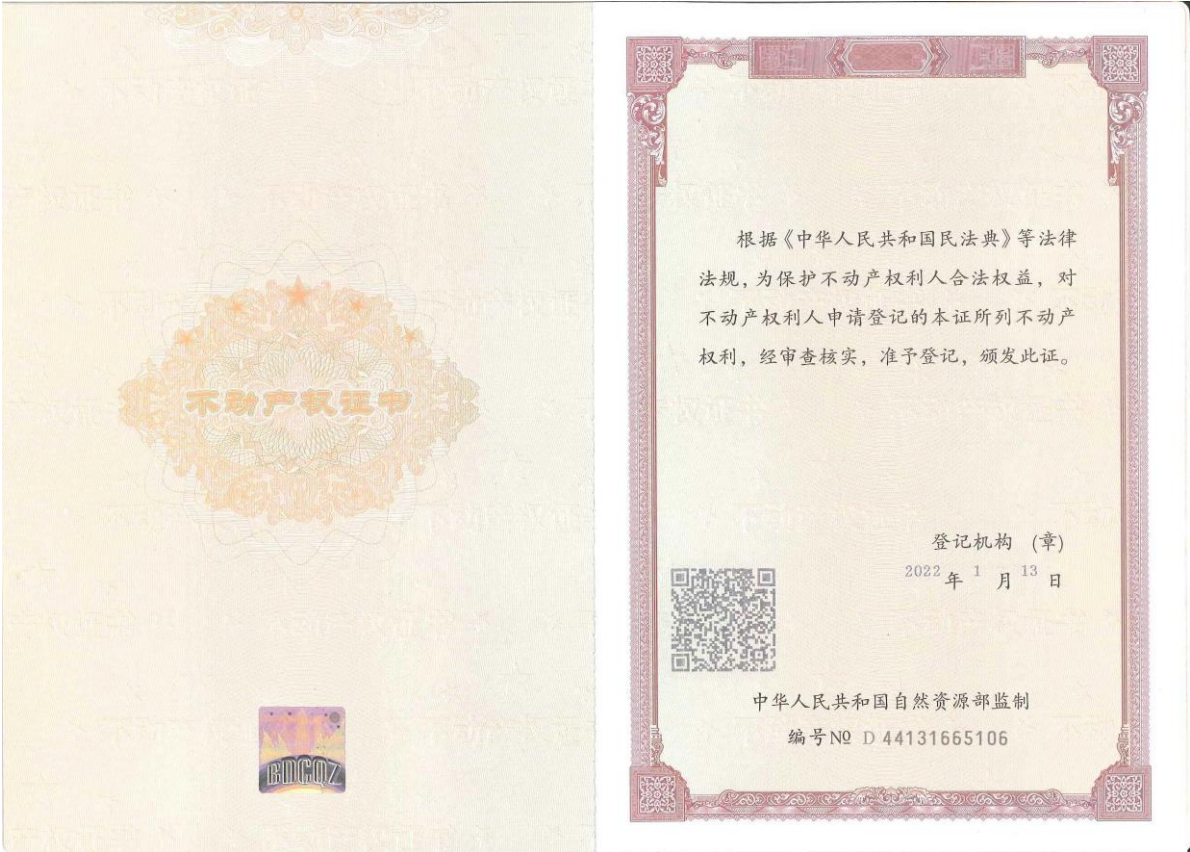 不动产权证书
BDCQZ
根据《中华人民共和国民法典》等法律
法规，为保护不动产权利人合法权益，对
不动产权利人申请登记的本证所列不动产
权利，经审查核实，准予登记，颁发此证。
登记机构 （章）
2022 年 1 月 13 日
中华人民共和国自然资源部监制
编号№ D 44131665106